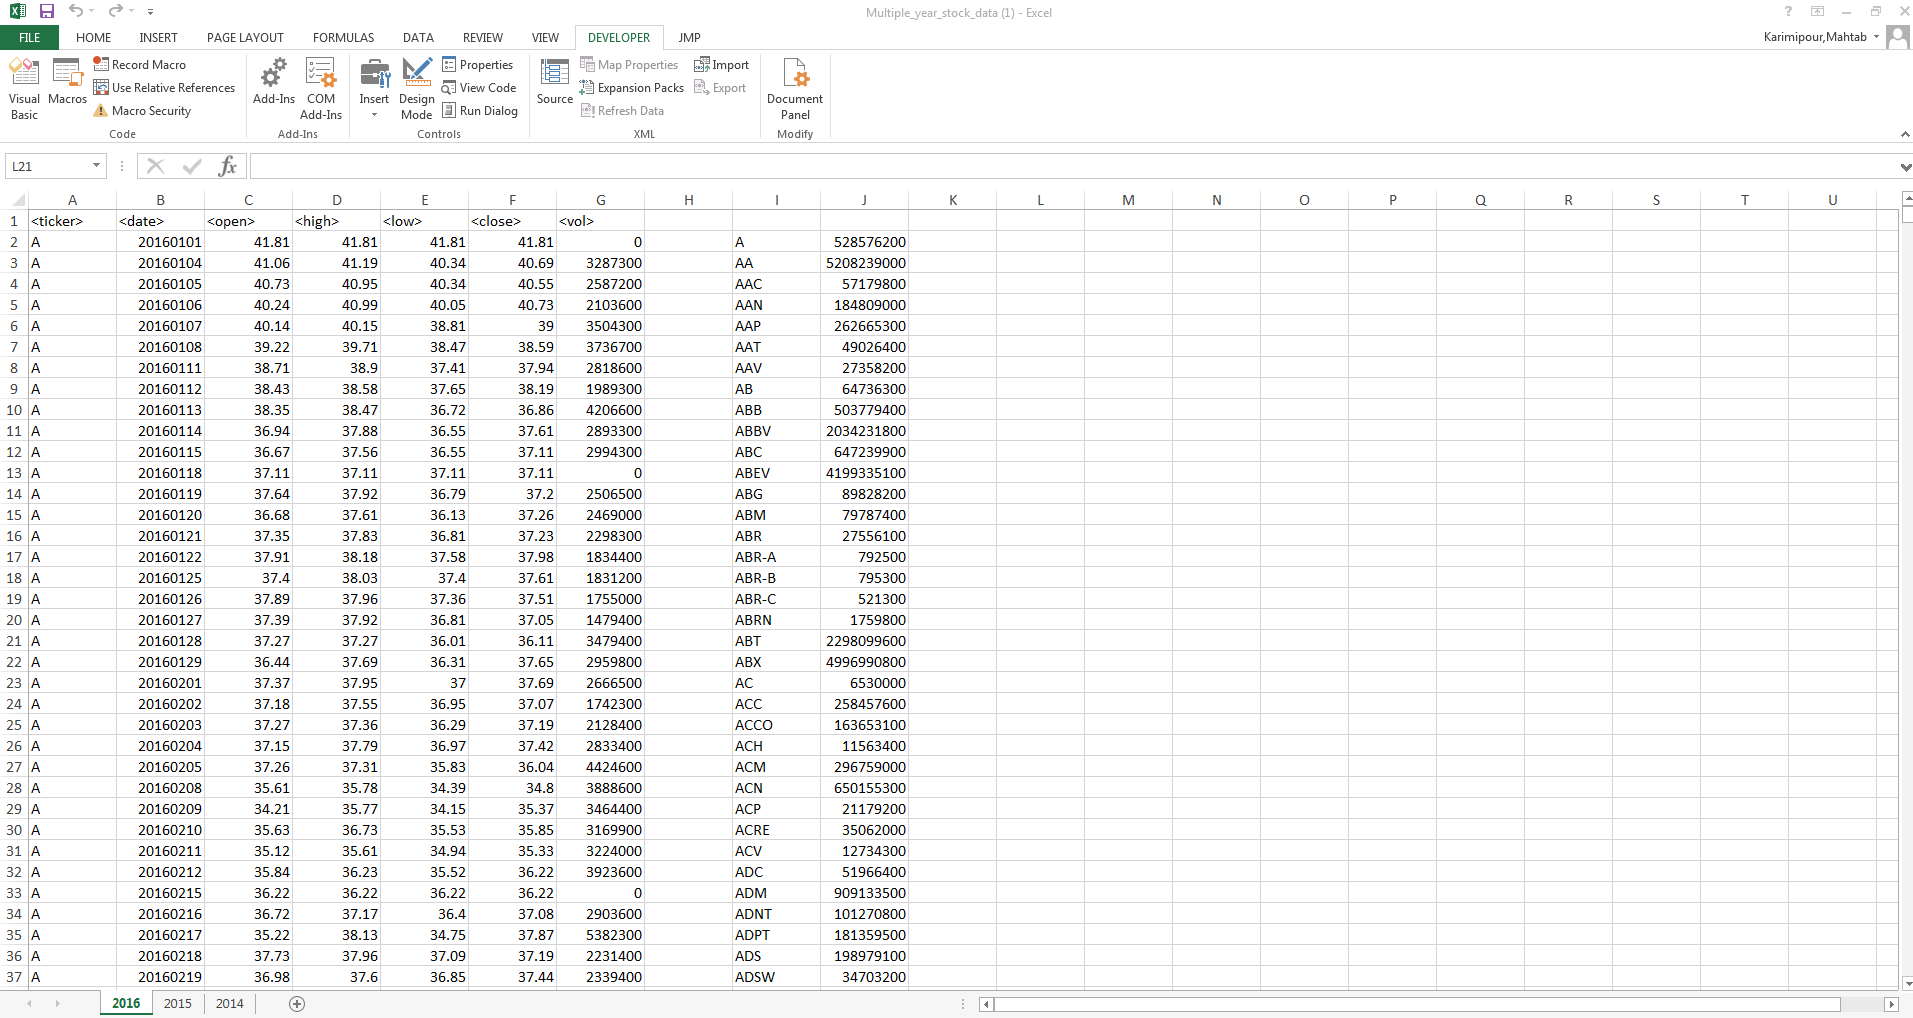 Multiple_year_stock_data (1) - Excel
FILE HOME INSERT PAGE LAYOUT FORMULAS DATA REVIEW VIEW DEVELOPER JMP Karimipour,Mahtab
Visual Basic
Macros
Record Macro
Use Relative References
Macro Security
Code
Add-Ins
COM Add-Ins
Add-Ins
Insert
Design Mode
Properties
View Code
Run Dialog
Controls
Source
Map Properties
Expansion Packs
Refresh Data
Import
Export
XML
Document Panel
Modify
L21 fx
A B C D E F G H I J K L M N O P Q R S T U
1 <ticker> <date> <open> <high> <low> <close> <vol>
2 A 20160101 41.81 41.81 41.81 41.81 0 A 528576200
3 A 20160104 41.06 41.19 40.34 40.69 3287300 AA 5208239000
4 A 20160105 40.73 40.95 40.34 40.55 2587200 AAC 57179800
5 A 20160106 40.24 40.99 40.05 40.73 2103600 AAN 184809000
6 A 20160107 40.14 40.15 38.81 39 3504300 AAP 262665300
7 A 20160108 39.22 39.71 38.47 38.59 3736700 AAT 49026400
8 A 20160111 38.71 38.9 37.41 37.94 2818600 AAV 27358200
9 A 20160112 38.43 38.58 37.65 38.19 1989300 AB 64736300
10 A 20160113 38.35 38.47 36.72 36.86 4206600 ABB 503779400
11 A 20160114 36.94 37.88 36.55 37.61 2893300 ABBV 2034231800
12 A 20160115 36.67 37.56 36.55 37.11 2994300 ABC 647239900
13 A 20160118 37.11 37.11 37.11 37.11 0 ABEV 4199335100
14 A 20160119 37.64 37.92 36.79 37.2 2506500 ABG 89828200
15 A 20160120 36.68 37.61 36.13 37.26 2469000 ABM 79787400
16 A 20160121 37.35 37.83 36.81 37.23 2298300 ABR 27556100
17 A 20160122 37.91 38.18 37.58 37.98 1834400 ABR-A 792500
18 A 20160125 37.4 38.03 37.4 37.61 1831200 ABR-B 795300
19 A 20160126 37.89 37.96 37.36 37.51 1755000 ABR-C 521300
20 A 20160127 37.39 37.92 36.81 37.05 1479400 ABRN 1759800
21 A 20160128 37.27 37.27 36.01 36.11 3479400 ABT 2298099600
22 A 20160129 36.44 37.69 36.31 37.65 2959800 ABX 4996990800
23 A 20160201 37.37 37.95 37 37.69 2666500 AC 6530000
24 A 20160202 37.18 37.55 36.95 37.07 1742300 ACC 258457600
25 A 20160203 37.27 37.36 36.29 37.19 2128400 ACCO 163653100
26 A 20160204 37.15 37.79 36.97 37.42 2833400 ACH 11563400
27 A 20160205 37.26 37.31 35.83 36.04 4424600 ACM 296759000
28 A 20160208 35.61 35.78 34.39 34.8 3888600 ACN 650155300
29 A 20160209 34.21 35.77 34.15 35.37 3464400 ACP 21179200
30 A 20160210 35.63 36.73 35.53 35.85 3169900 ACRE 35062000
31 A 20160211 35.12 35.61 34.94 35.33 3224000 ACV 12734300
32 A 20160212 35.84 36.23 35.52 36.22 3923600 ADC 51966400
33 A 20160215 36.22 36.22 36.22 36.22 0 ADM 909133500
34 A 20160216 36.72 37.17 36.4 37.08 2903600 ADNT 101270800
35 A 20160217 35.22 38.13 34.75 37.87 5382300 ADPT 181359500
36 A 20160218 37.73 37.96 37.09 37.19 2231400 ADS 198979100
37 A 20160219 36.98 37.6 36.85 37.44 2339400 ADSW 34703200
2016 2015 2014